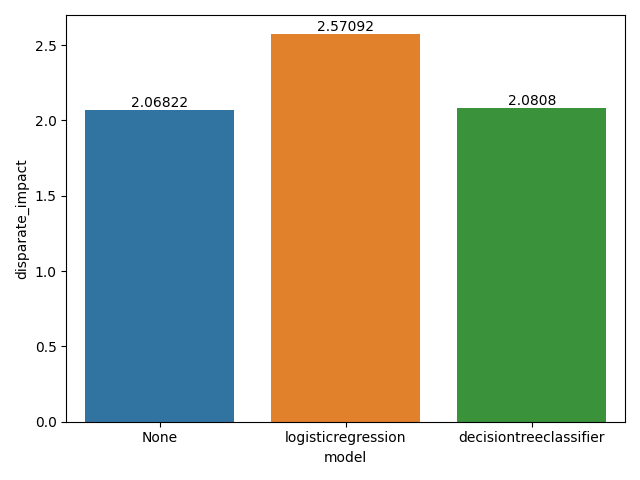 2.57092
2.06822
2.0808
2.5
2.0
1.5
1.0
0.5
0.0
disparate_impact
None
logisticregression
decisiontreeclassifier
model